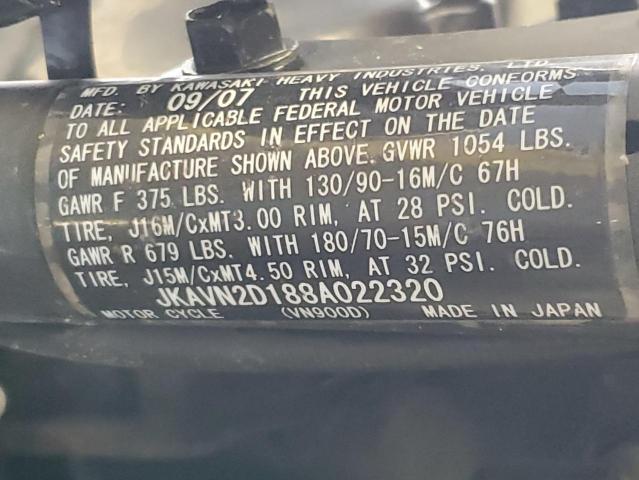 MFD. BY KAWASAKI HEAVY INDUSTRIES, LTD.
DATE: 09/07 THIS VEHICLE CONFORMS
TO ALL APPLICABLE FEDERAL MOTOR VEHICLE
SAFETY STANDARDS IN EFFECT ON THE DATE
OF MANUFACTURE SHOWN ABOVE. GVWR 1054 LBS.
GAWR F 375 LBS. WITH 130/90-16M/C 67H
TIRE, J16M/CxMT3.00 RIM, AT 28 PSI. COLD.
GAWR R 679 LBS. WITH 180/70-15M/C 76H
TIRE, J15M/CxMT4.50 RIM, AT 32 PSI. COLD.
JKAVN2D188A022320
MOTOR CYCLE (VN900D) MADE IN JAPAN